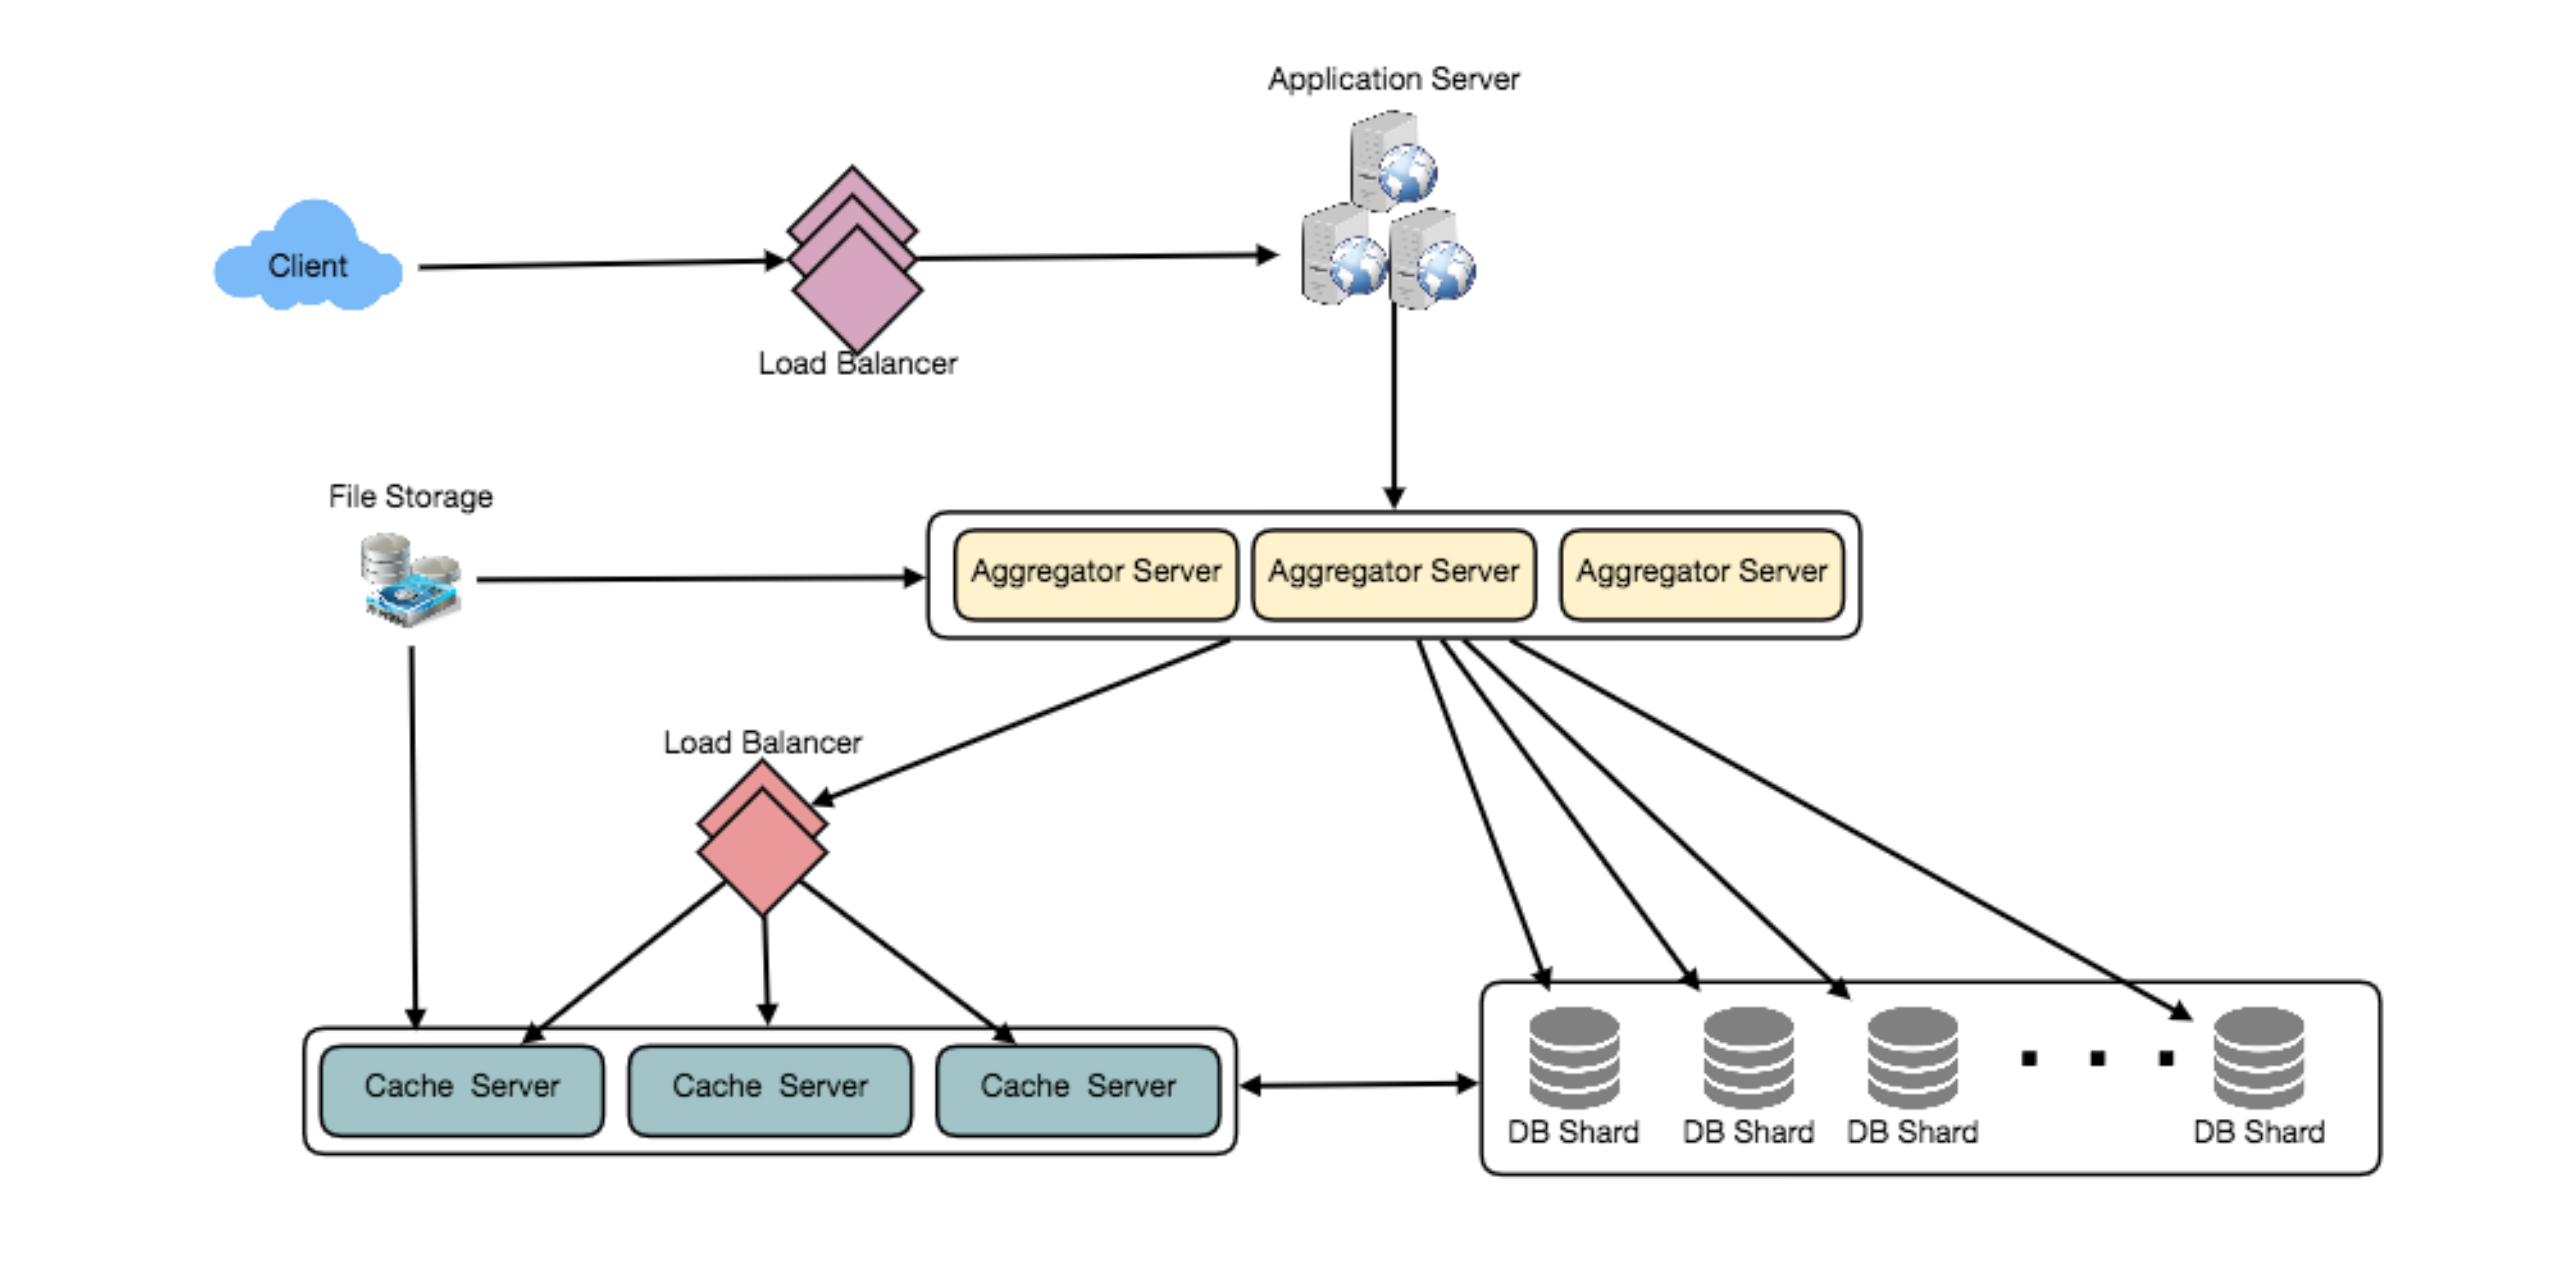 Application Server
Client
Load Balancer
File Storage
Aggregator Server
Aggregator Server
Aggregator Server
Load Balancer
Cache Server
Cache Server
Cache Server
DB Shard
DB Shard
DB Shard
DB Shard